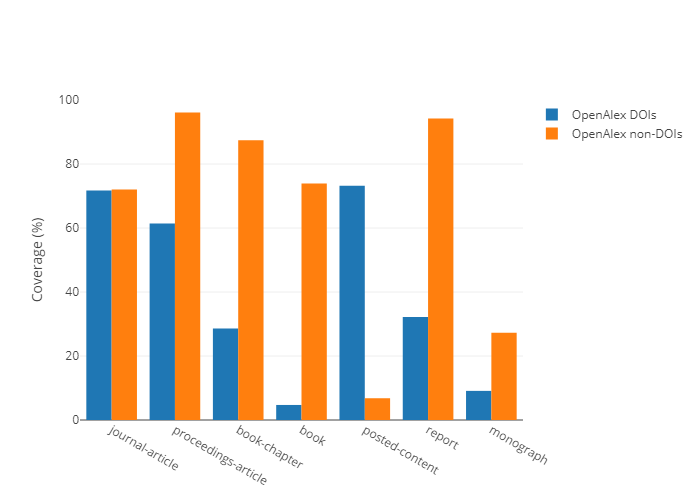 100
80
60
40
20
0
Coverage (%)
journal-article
proceedings-article
book-chapter
book
posted-content
report
monograph
OpenAlex DOIs
OpenAlex non-DOIs